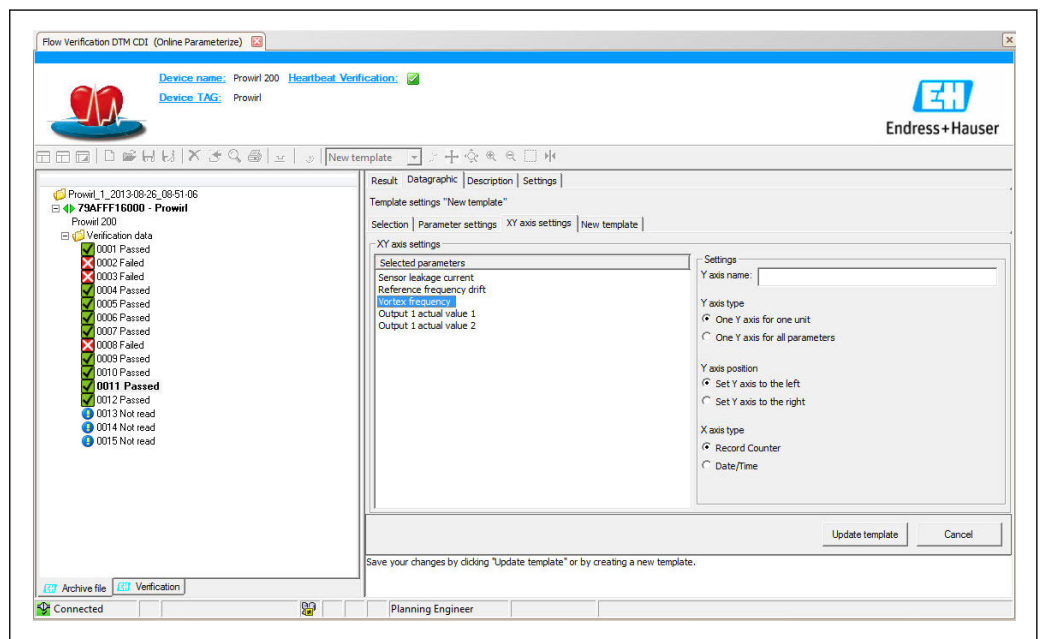 Flow Verification DTM CDI (Online Parameterize)
Device name: Prowirl 200 Heartbeat Verification:
Device TAG: Prowirl
EH
Endress+Hauser
New template
Prowirl_1_2013-08-26_08-51-06
79AFFF16000 - Prowirl
Prowirl 200
Verification data
0001 Passed
0002 Failed
0003 Failed
0004 Passed
0005 Passed
0006 Passed
0007 Passed
0008 Failed
0009 Passed
0010 Passed
0011 Passed
0012 Passed
0013 Not read
0014 Not read
0015 Not read
Archive file Verification
Result Datagraphic Description Settings
Template settings "New template"
Selection Parameter settings XY axis settings New template
XY axis settings
Selected parameters
Sensor leakage current
Reference frequency drift
Vortex frequency
Output 1 actual value 1
Output 1 actual value 2
Settings
Y axis name:
Y axis type
One Y axis for one unit
One Y axis for all parameters
Y axis position
Set Y axis to the left
Set Y axis to the right
X axis type
Record Counter
Date/Time
Update template Cancel
Save your changes by clicking "Update template" or by creating a new template.
Connected Planning Engineer